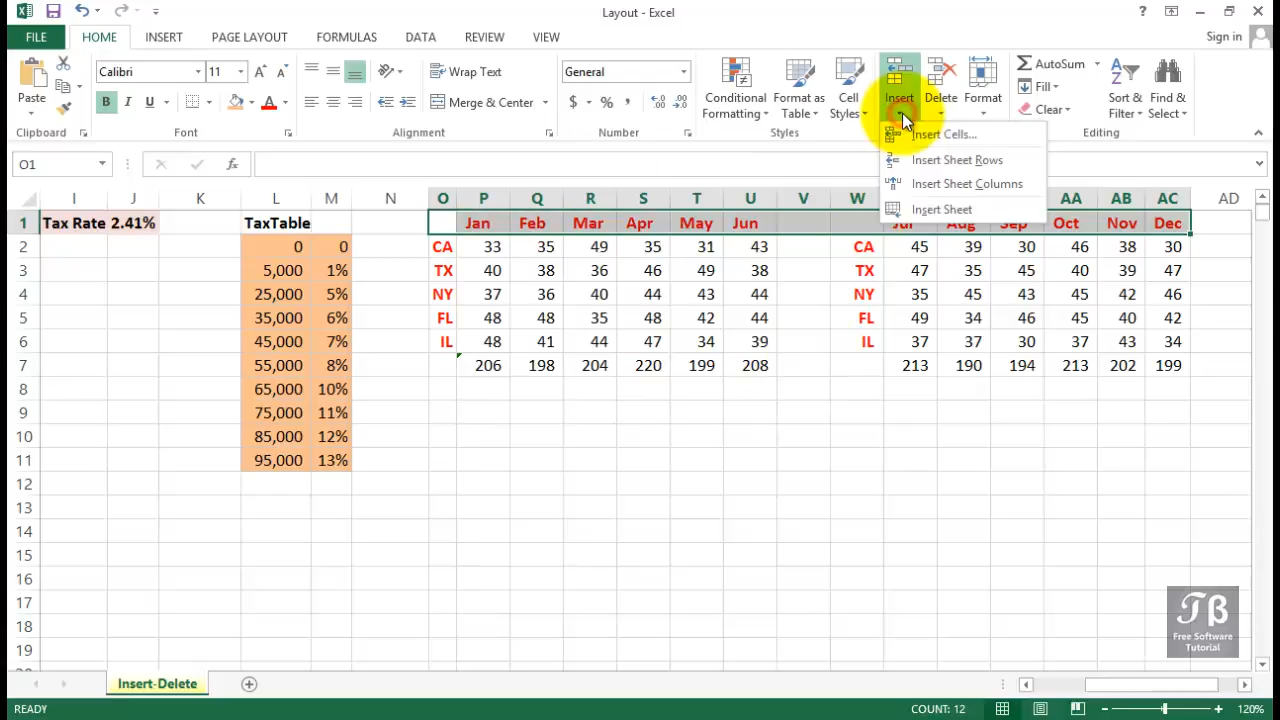 Layout - Excel
?
FILE HOME INSERT PAGE LAYOUT FORMULAS DATA REVIEW VIEW Sign in
Paste
Clipboard
Calibri 11
B I U
Font
Wrap Text
Merge & Center
Alignment
General
$ % ,
Number
Conditional Formatting
Format as Table
Cell Styles
Styles
Insert Delete Format
AutoSum
Fill
Clear
Sort & Filter
Find & Select
Editing
Insert Cells...
Insert Sheet Rows
Insert Sheet Columns
Insert Sheet
O1 fx
I J K L M N O P Q R S T U V W AA AB AC AD
1 Tax Rate 2.41% TaxTable Jan Feb Mar Apr May Jun Jul Aug Sep Oct Nov Dec
2 0 0 CA 33 35 49 35 31 43 CA 45 39 30 46 38 30
3 5,000 1% TX 40 38 36 46 49 38 TX 47 35 45 40 39 47
4 25,000 5% NY 37 36 40 44 43 44 NY 35 45 43 45 42 46
5 35,000 6% FL 48 48 35 48 42 44 FL 49 34 46 45 40 42
6 45,000 7% IL 48 41 44 47 34 39 IL 37 37 30 37 43 34
7 55,000 8% 206 198 204 220 199 208 213 190 194 213 202 199
8 65,000 10%
9 75,000 11%
10 85,000 12%
11 95,000 13%
12
13
14
15
16
17
18
19
Free Software
Tutorial
Insert-Delete
READY COUNT: 12 120%